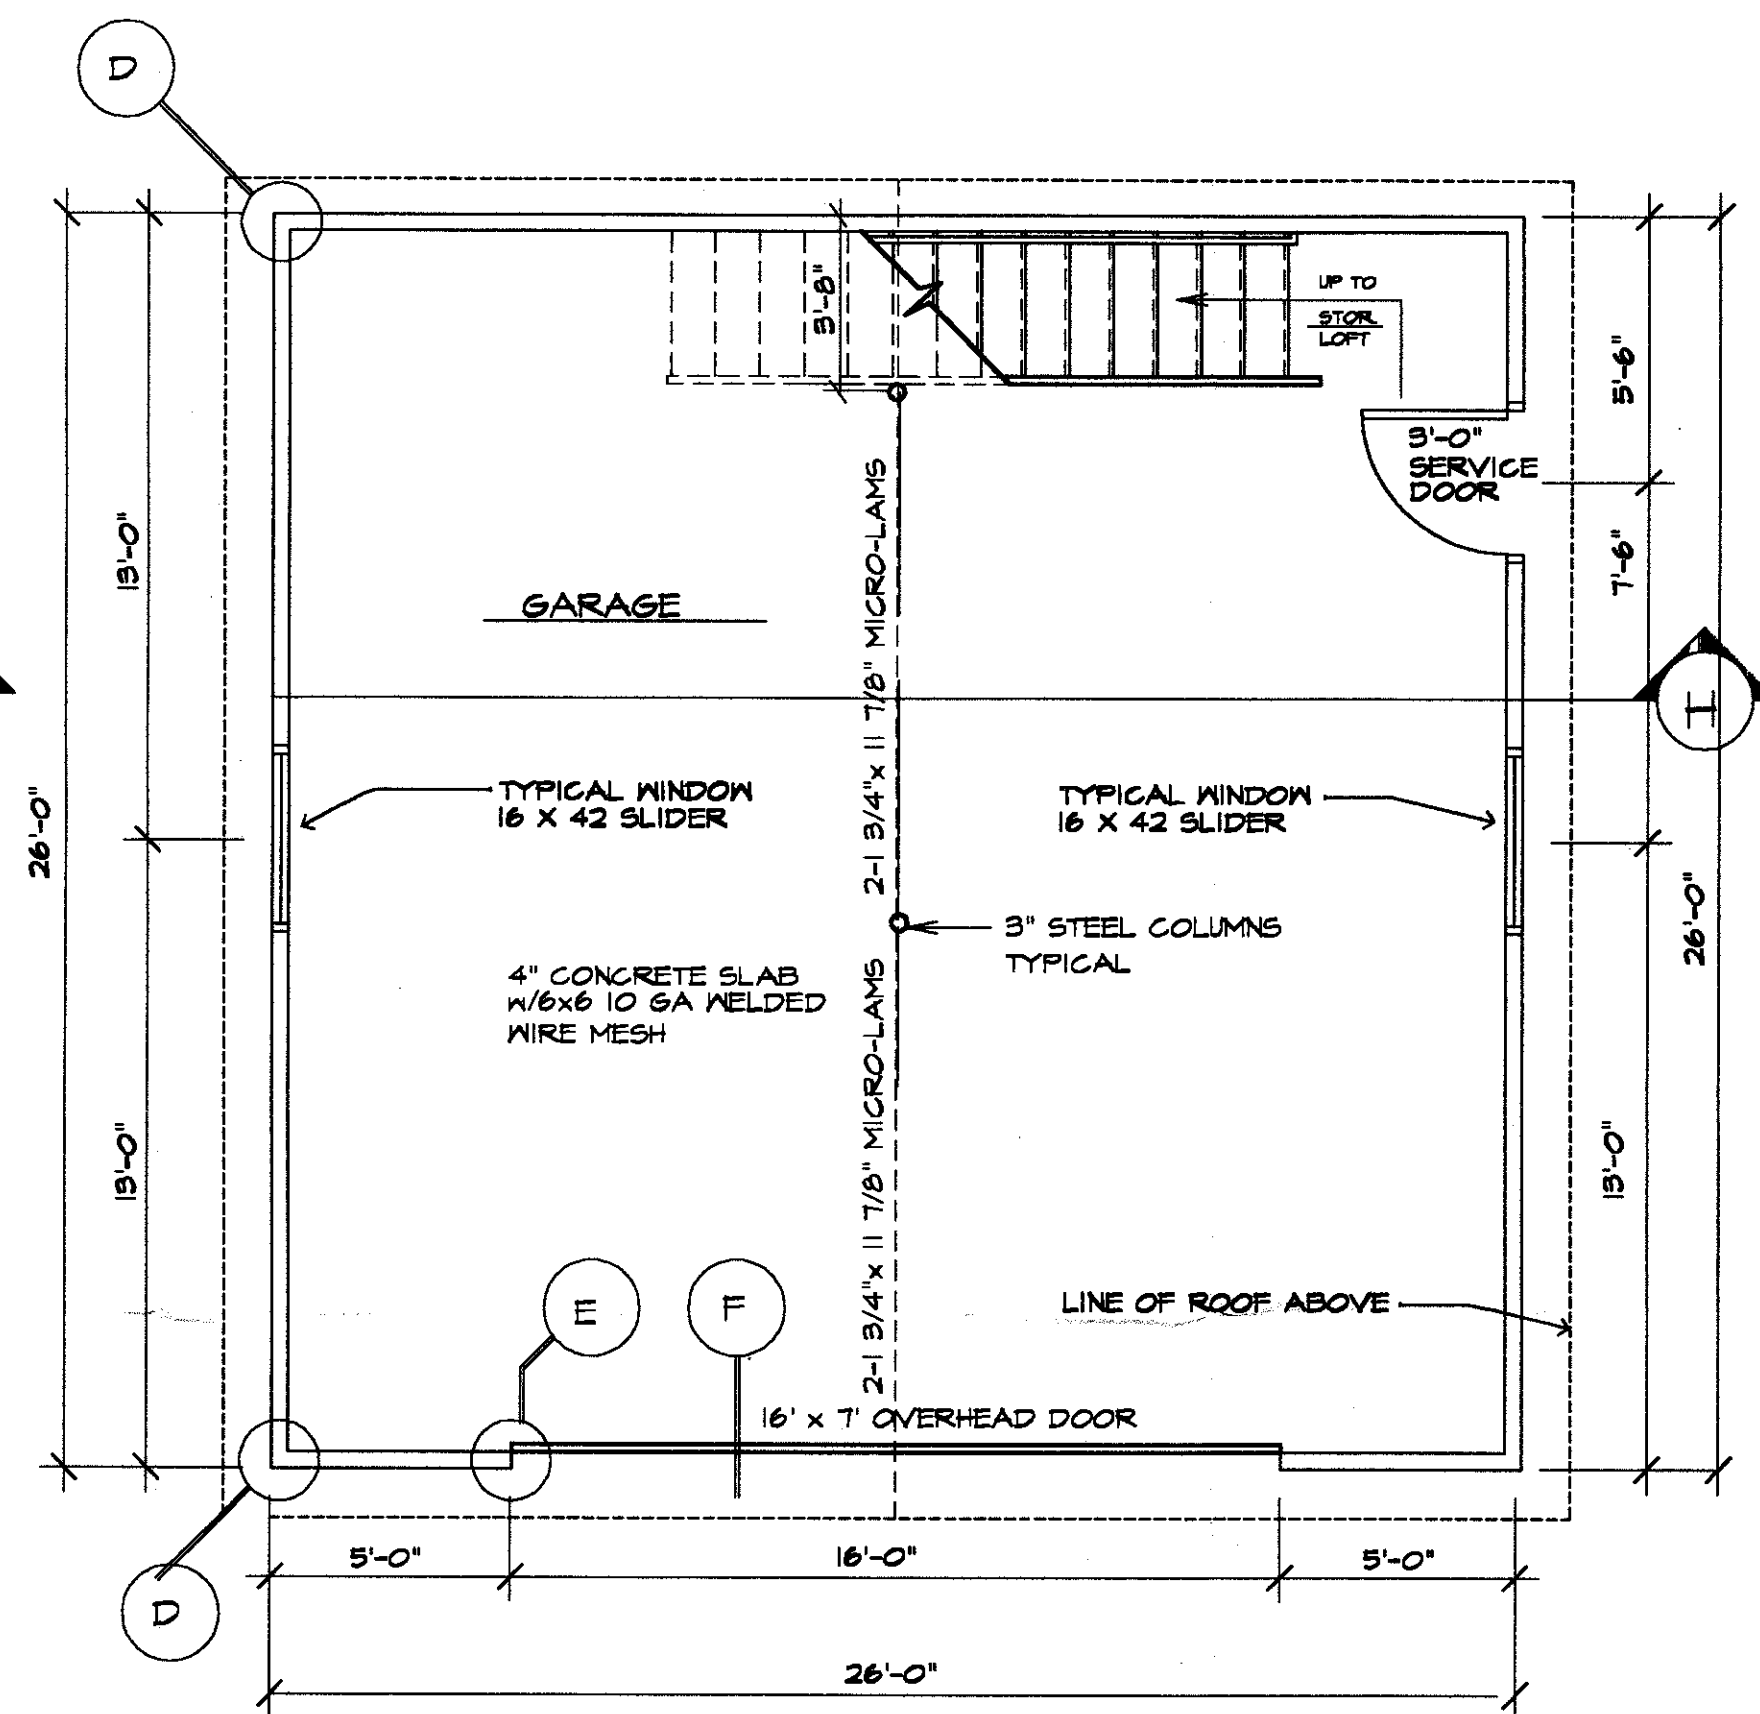 D
3'-8"
UP TO
STOR
LOFT
5'-6"
3'-0"
SERVICE
DOOR
13'-0"
7'-6"
GARAGE
2-1 3/4"x 11 7/8" MICRO-LAMS
1
26'-0"
TYPICAL WINDOW
16 X 42 SLIDER
TYPICAL WINDOW
16 X 42 SLIDER
26'-0"
3" STEEL COLUMNS
TYPICAL
4" CONCRETE SLAB
W/6x6 10 GA WELDED
WIRE MESH
13'-0"
13'-0"
2-1 3/4"x 11 7/8" MICRO-LAMS
E
F
LINE OF ROOF ABOVE
16' x 7' OVERHEAD DOOR
5'-0"
16'-0"
5'-0"
D
26'-0"